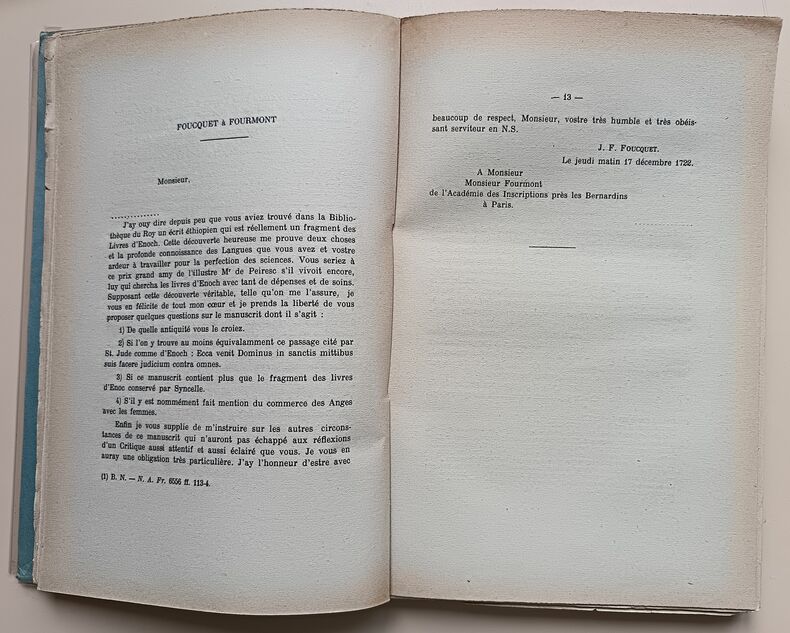 FOUCQUET à FOURMONT
Monsieur,
..............
J'ay ouy dire depuis peu que vous aviez trouvé dans la Biblio-
thèque du Roy un écrit éthiopien qui est réellement un fragment des
Livres d'Enoch. Cette découverte heureuse me prouve deux choses
et la profonde connoissance des Langues que vous avez et vostre
ardeur à travailler pour la perfection des sciences. Vous seriez à
ce prix grand amy de l'illustre Mr de Peiresc s'il vivoit encore,
luy qui chercha les livres d'Enoch avec tant de dépenses et de soins.
Supposant cette découverte véritable, telle qu'on me l'assure, je
vous en félicite de tout mon cœur et je prends la liberté de vous
proposer quelques questions sur le manuscrit dont il s'agit :
1) De quelle antiquité vous le croiez.
2) Si l'on y trouve au moins équivalamment ce passage cité par
St. Jude comme d'Enoch : Ecca venit Dominus in sanctis mittibus
suis facere judicium contra omnes.
3) Si ce manuscrit contient plus que le fragment des livres
d'Enoc conservé par Syncelle.
4) S'il y est nommément fait mention du commerce des Anges
avec les femmes.
Enfin je vous supplie de m'instruire sur les autres circons-
tances de ce manuscrit qui n'auront pas échappé aux réflexions
d'un Critique aussi attentif et aussi éclairé que vous. Je vous en
auray une obligation très particulière. J'ay l'honneur d'estre avec
(1) B. N. — N. A. Fr. 6556 ff. 113-4.
— 13 —
beaucoup de respect, Monsieur, vostre très humble et très obéis-
sant serviteur en N.S.
J. F. FOUCQUET.
Le jeudi matin 17 décembre 1722.
A Monsieur
Monsieur Fourmont
de l'Académie des Inscriptions près les Bernardins
à Paris.
..............